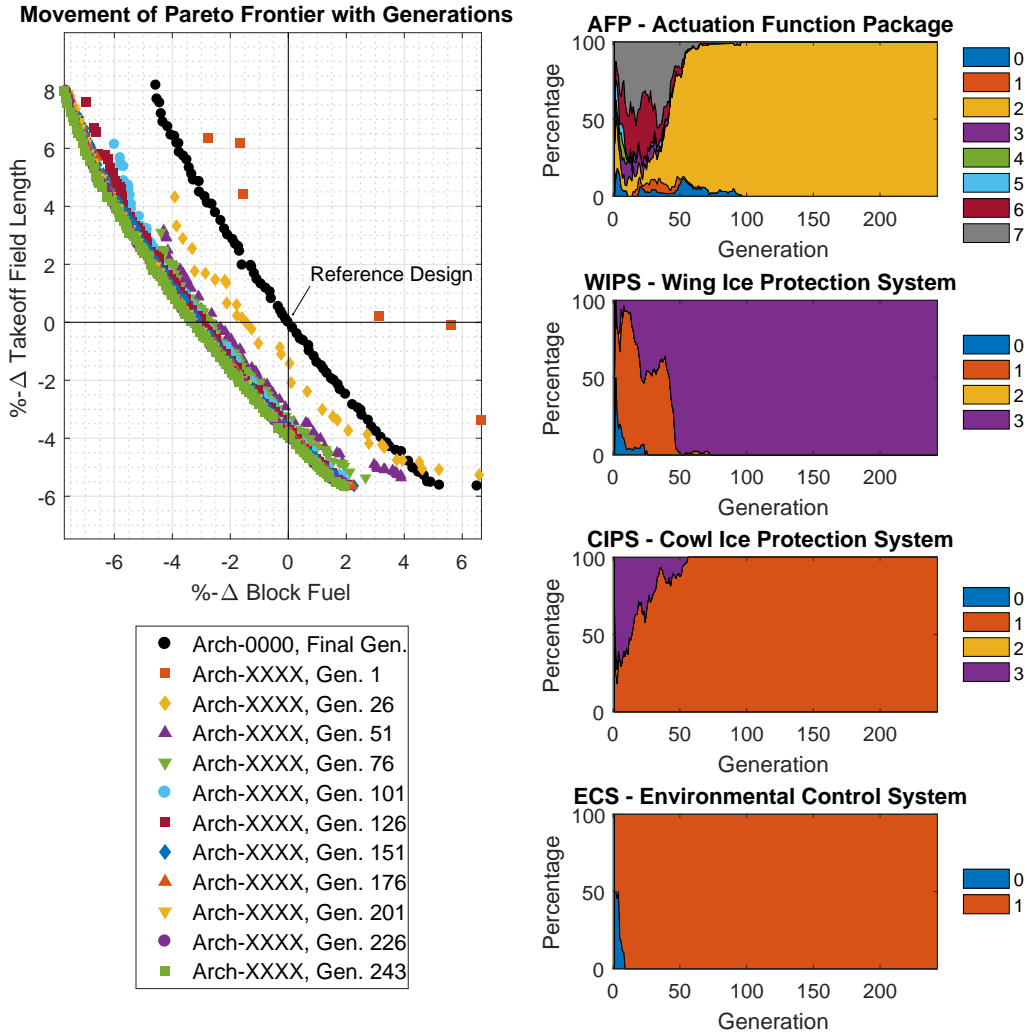 Movement of Pareto Frontier with Generations
8
6
4
2
0
-2
-4
-6
%-Δ Takeoff Field Length
Reference Design
-6 -4 -2 0 2 4 6
%-Δ Block Fuel
Arch-0000, Final Gen.
Arch-XXXX, Gen. 1
Arch-XXXX, Gen. 26
Arch-XXXX, Gen. 51
Arch-XXXX, Gen. 76
Arch-XXXX, Gen. 101
Arch-XXXX, Gen. 126
Arch-XXXX, Gen. 151
Arch-XXXX, Gen. 176
Arch-XXXX, Gen. 201
Arch-XXXX, Gen. 226
Arch-XXXX, Gen. 243
AFP - Actuation Function Package
100
50
0
Percentage
0 50 100 150 200
Generation
0
1
2
3
4
5
6
7
WIPS - Wing Ice Protection System
100
50
0
Percentage
0 50 100 150 200
Generation
0
1
2
3
CIPS - Cowl Ice Protection System
100
50
0
Percentage
0 50 100 150 200
Generation
0
1
2
3
ECS - Environmental Control System
100
50
0
Percentage
0 50 100 150 200
Generation
0
1